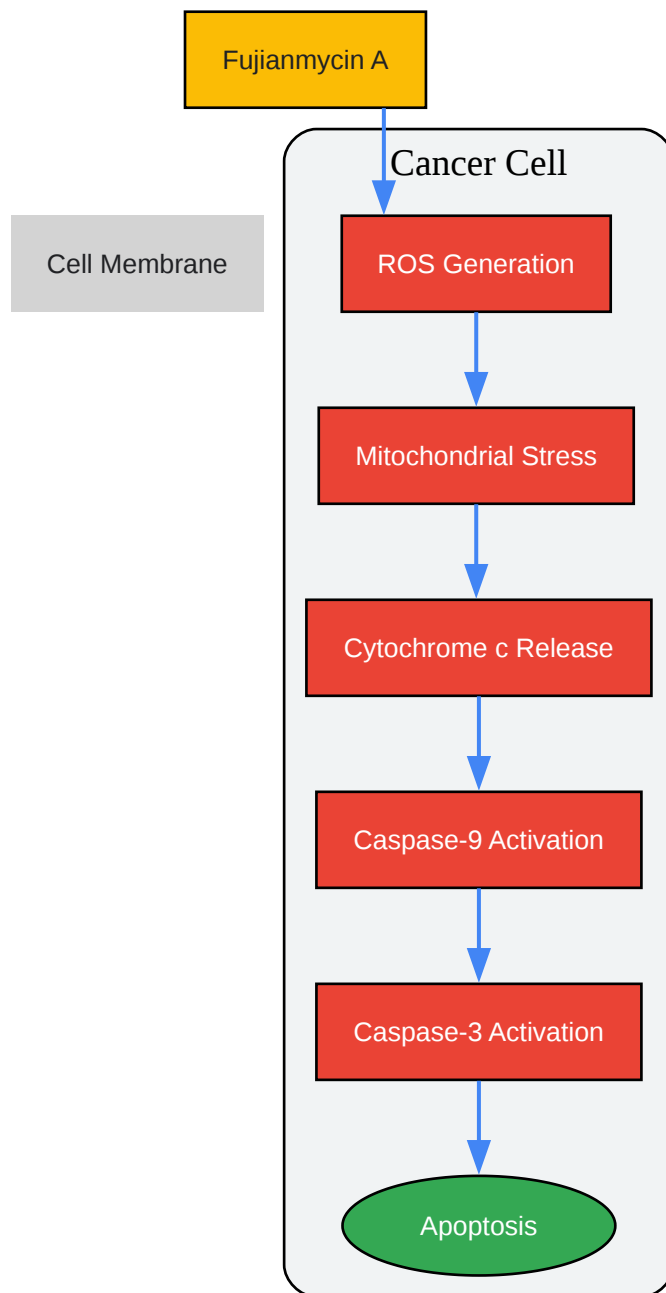 Fujianmycin A
Cancer Cell
Cell Membrane
ROS Generation
Mitochondrial Stress
Cytochrome c Release
Caspase-9 Activation
Caspase-3 Activation
Apoptosis